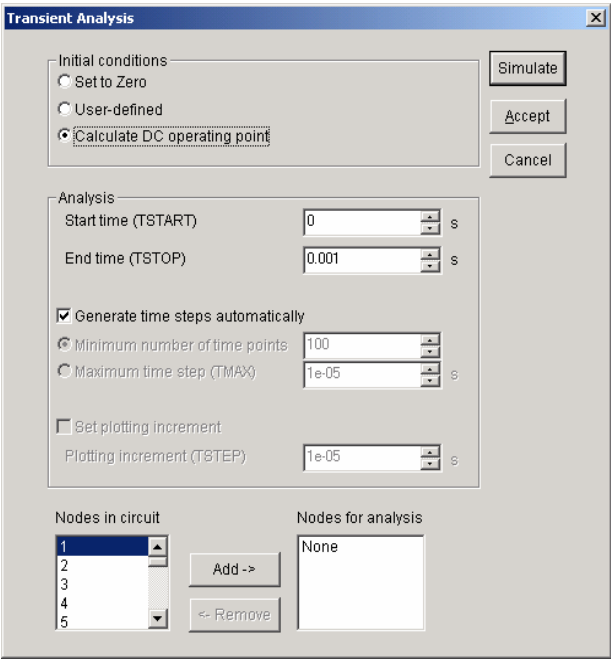 Transient Analysis
Initial conditions
Set to Zero
User-defined
Calculate DC operating point
Simulate
Accept
Cancel
Analysis
Start time (TSTART) 0 s
End time (TSTOP) 0.001 s
Generate time steps automatically
Minimum number of time points 100
Maximum time step (TMAX) 1e-05 s
Set plotting increment
Plotting increment (TSTEP) 1e-05 s
Nodes in circuit
1
2
3
4
5
Add ->
<- Remove
Nodes for analysis
None